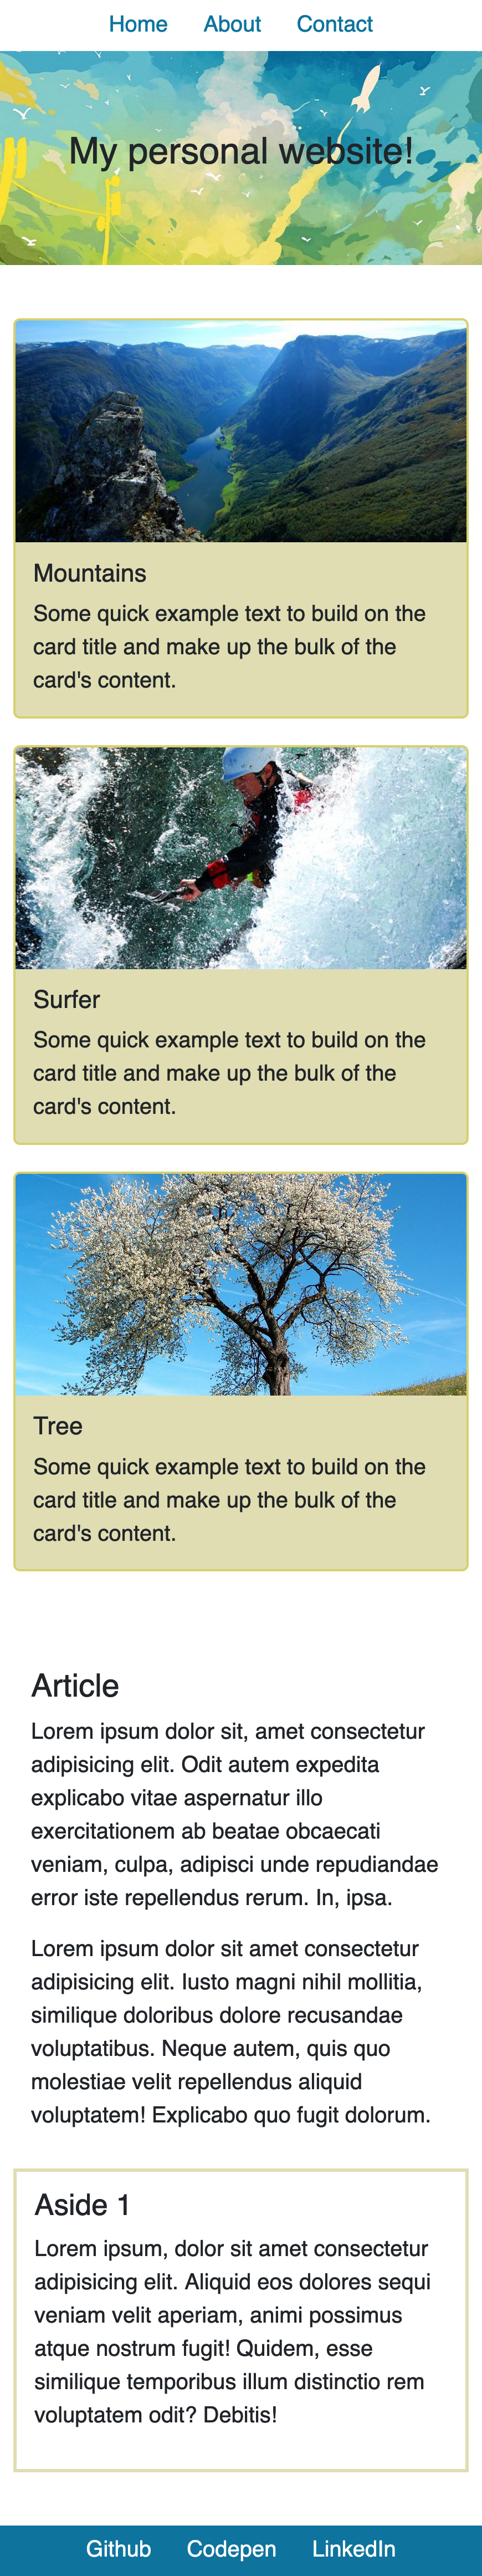 Home About Contact
My personal website!
Mountains
Some quick example text to build on the
card title and make up the bulk of the
card's content.
Surfer
Some quick example text to build on the
card title and make up the bulk of the
card's content.
Tree
Some quick example text to build on the
card title and make up the bulk of the
card's content.
Article
Lorem ipsum dolor sit, amet consectetur
adipisicing elit. Odit autem expedita
explicabo vitae aspernatur illo
exercitationem ab beatae obcaecati
veniam, culpa, adipisci unde repudiandae
error iste repellendus rerum. In, ipsa.
Lorem ipsum dolor sit amet consectetur
adipisicing elit. Iusto magni nihil mollitia,
similique doloribus dolore recusandae
voluptatibus. Neque autem, quis quo
molestiae velit repellendus aliquid
voluptatem! Explicabo quo fugit dolorum.
Aside 1
Lorem ipsum, dolor sit amet consectetur
adipisicing elit. Aliquid eos dolores sequi
veniam velit aperiam, animi possimus
atque nostrum fugit! Quidem, esse
similique temporibus illum distinctio rem
voluptatem odit? Debitis!
Github Codepen LinkedIn